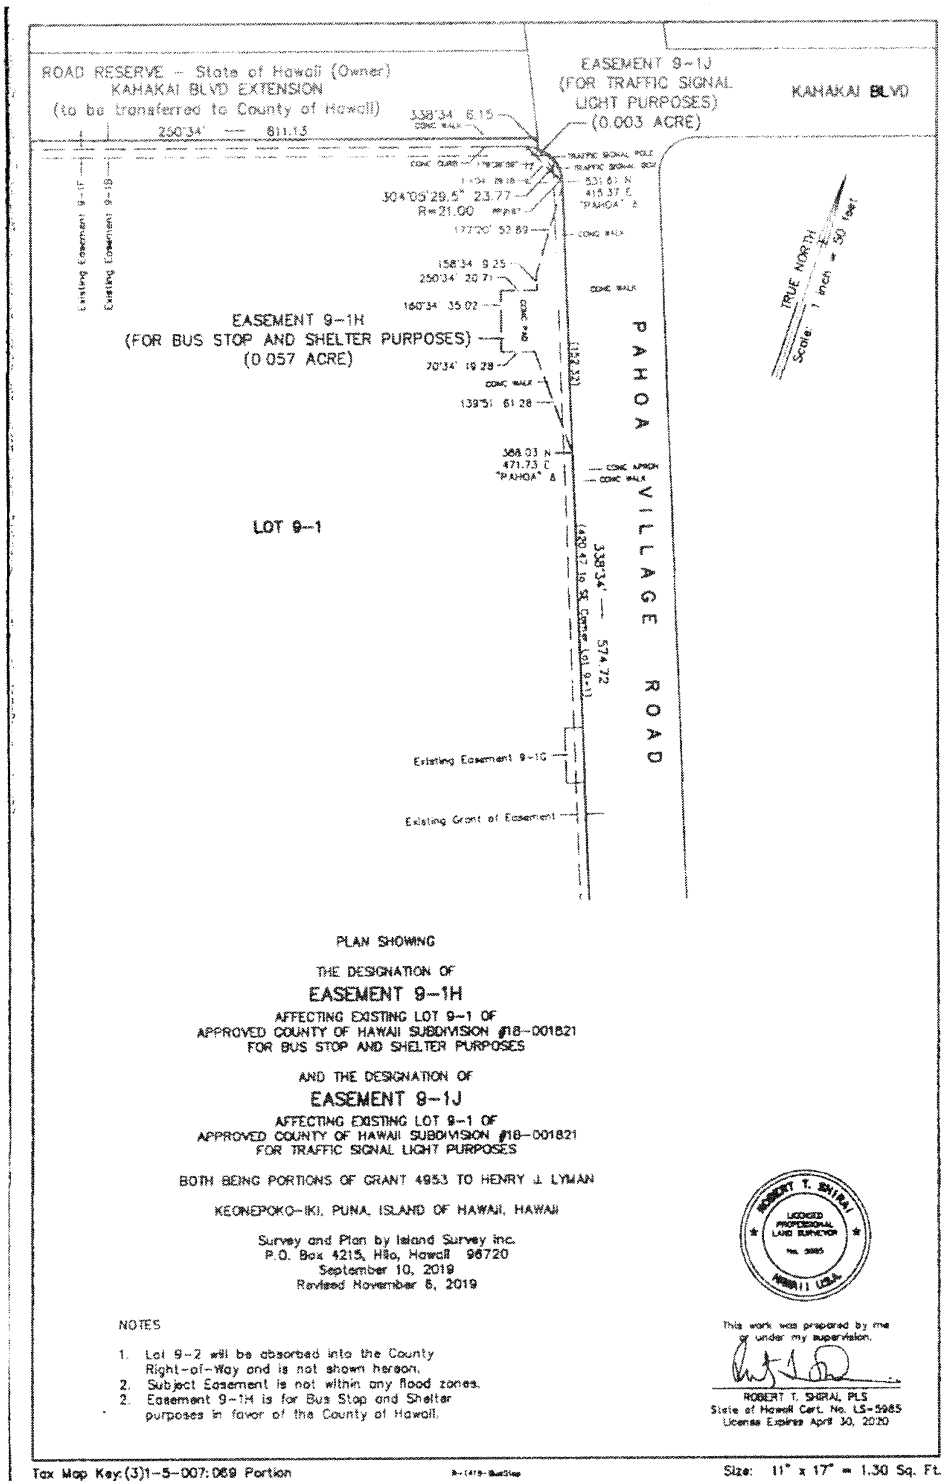 ROAD RESERVE - State of Hawaii (Owner)
KAHAKAI BLVD EXTENSION
(to be transferred to County of Hawaii)
250°34' — 811.13
EASEMENT 9-1J
(FOR TRAFFIC SIGNAL
LIGHT PURPOSES)
(0.003 ACRE)
KAHAKAI BLVD
338°34' 6.15
CONC WALK
CONC CURB
TRAFFIC SIGNAL POLE
TRAFFIC SIGNAL BOX
304°05'29.5" 23.77
R=21.00
531.61 N
415.37 E
"PAHOA" Δ
177°20' 52.69
CONC WALK
158°34' 9.25
250°34' 20.71
160°34' 35.02
CONC PAD
CONC WALK
Existing Easement 9-1F
Existing Easement 9-1B
EASEMENT 9-1H
(FOR BUS STOP AND SHELTER PURPOSES)
(0.057 ACRE)
70°34' 19.28
CONC WALK
139°51' 61.28
(152.32)
TRUE NORTH
Scale: 1 inch = 50 feet
368.03 N
471.73 E
"PAHOA" Δ
CONC APRON
CONC WALK
LOT 9-1
PAHOA VILLAGE ROAD
338°34' — 574.72
(420.47 to SE Corner Lot 9-1)
Existing Easement 9-1G
Existing Grant of Easement
PLAN SHOWING
THE DESIGNATION OF
EASEMENT 9-1H
AFFECTING EXISTING LOT 9-1 OF
APPROVED COUNTY OF HAWAII SUBDIVISION #18-001821
FOR BUS STOP AND SHELTER PURPOSES
AND THE DESIGNATION OF
EASEMENT 9-1J
AFFECTING EXISTING LOT 9-1 OF
APPROVED COUNTY OF HAWAII SUBDIVISION #18-001821
FOR TRAFFIC SIGNAL LIGHT PURPOSES
BOTH BEING PORTIONS OF GRANT 4953 TO HENRY J. LYMAN
KEONEPOKO-IKI, PUNA, ISLAND OF HAWAII, HAWAII
Survey and Plan by Island Survey Inc.
P.O. Box 4215, Hilo, Hawaii 96720
September 10, 2019
Revised November 6, 2019
ROBERT T. SHIRAI
LICENSED
PROFESSIONAL
LAND SURVEYOR
No. 5985
HAWAII U.S.A.
This work was prepared by me
or under my supervision.
ROBERT T. SHIRAI, PLS
State of Hawaii Cert. No. LS-5985
License Expires April 30, 2020
NOTES
1. Lot 9-2 will be absorbed into the County
Right-of-Way and is not shown hereon.
2. Subject Easement is not within any flood zones.
2. Easement 9-1H is for Bus Stop and Shelter
purposes in favor of the County of Hawaii.
Tax Map Key:(3)1-5-007:069 Portion
Size: 11" x 17" = 1.30 Sq. Ft.